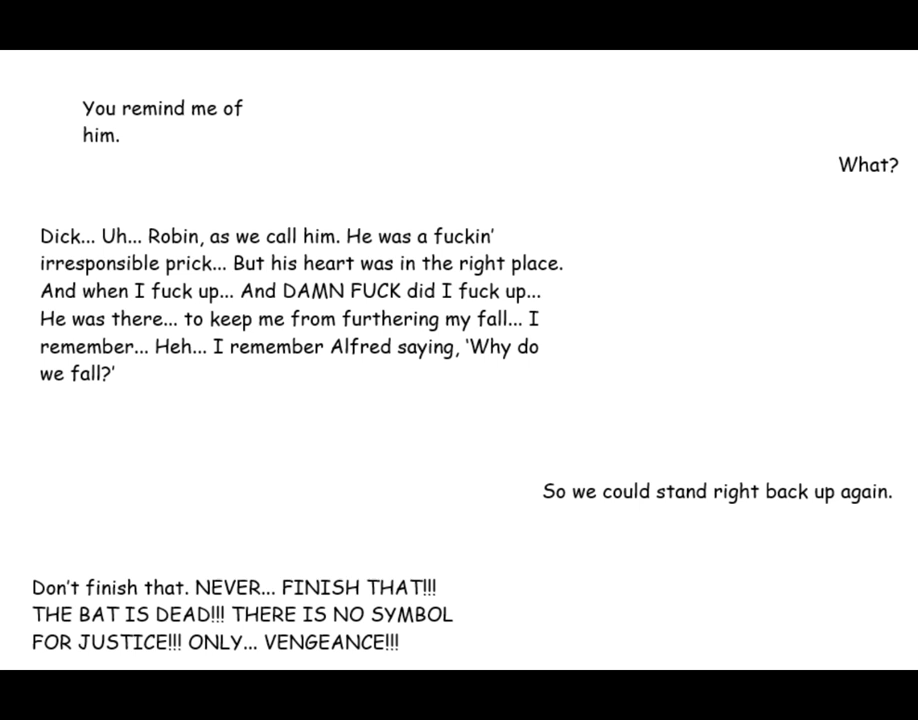 You remind me of
him.
What?
Dick... Uh... Robin, as we call him. He was a fuckin’
irresponsible prick... But his heart was in the right place.
And when I fuck up... And DAMN FUCK did I fuck up...
He was there... to keep me from furthering my fall... I
remember... Heh... I remember Alfred saying, ‘Why do
we fall?’
So we could stand right back up again.
Don’t finish that. NEVER... FINISH THAT!!!
THE BAT IS DEAD!!! THERE IS NO SYMBOL
FOR JUSTICE!!! ONLY... VENGEANCE!!!